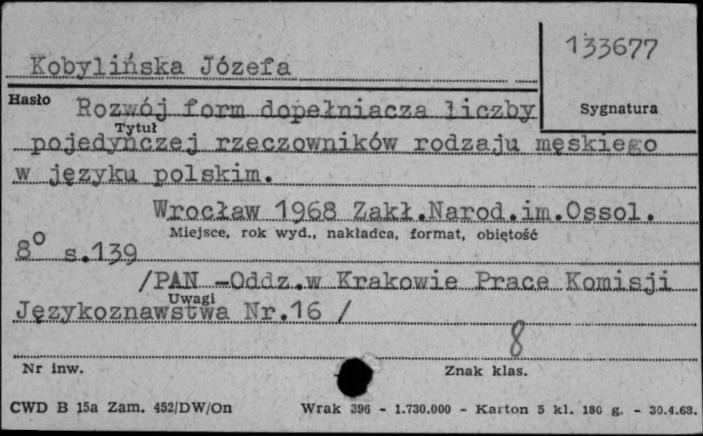 133677
Kobylińska Józefa
Hasło Rozwój form dopełniacza liczby
Sygnatura
Tytuł
pojedyńczej rzeczowników rodzaju męskiego
w języku polskim.
Wrocław 1968 Zakł.Narod.im.Ossol.
Miejsce, rok wyd., nakładca, format, objętość
8° s.139
/PAN -Oddz.w Krakowie Prace Komisji
Uwagi
Językoznawstwa Nr.16 /
8
Nr inw. Znak klas.
CWD B 15a Zam. 452/DW/On Wrak 396 - 1.730.000 - Karton 5 kl. 180 g. - 30.4.68.